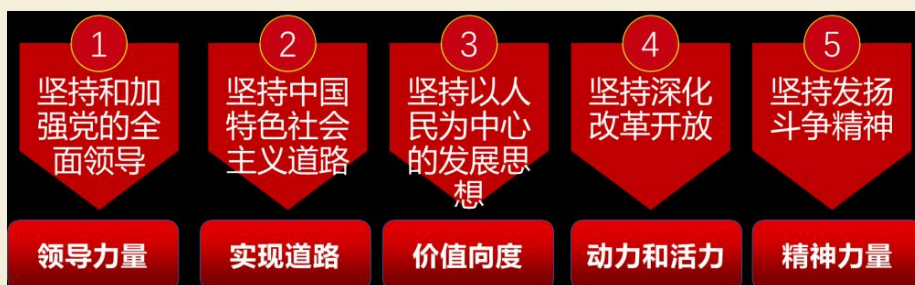 1
坚持和加
强党的全
面领导
2
坚持中国
特色社会
主义道路
3
坚持以人
民为中心
的发展思
想
4
坚持深化
改革开放
5
坚持发扬
斗争精神
领导力量
实现道路
价值向度
动力和活力
精神力量